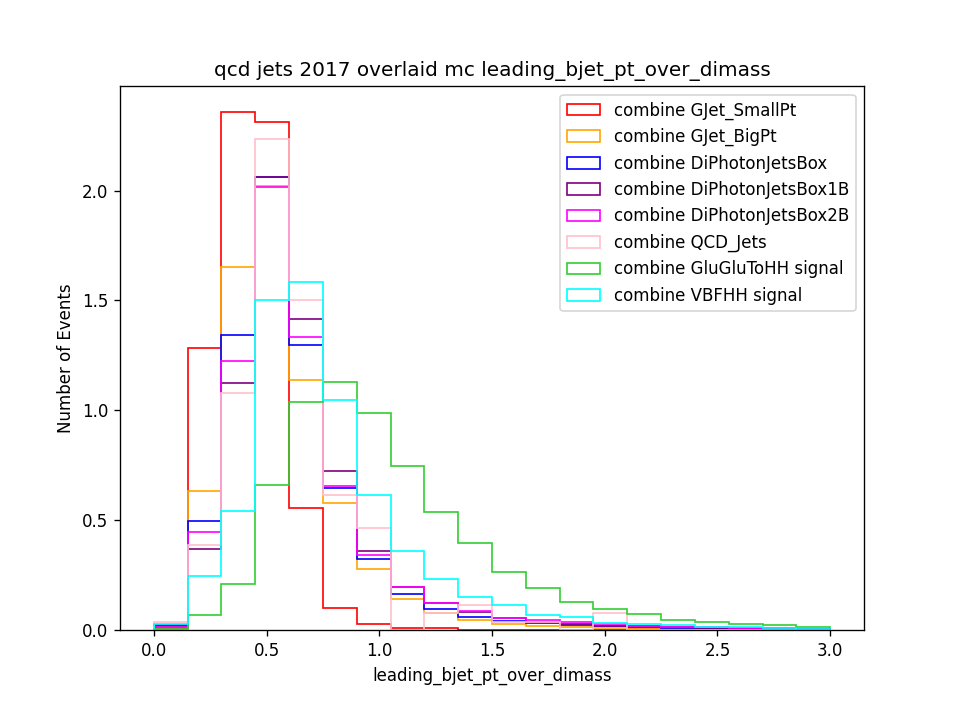 qcd jets 2017 overlaid mc leading_bjet_pt_over_dimass
combine GJet_SmallPt
combine GJet_BigPt
combine DiPhotonJetsBox
combine DiPhotonJetsBox1B
combine DiPhotonJetsBox2B
combine QCD_Jets
combine GluGluToHH signal
combine VBFHH signal
Number of Events
2.0
1.5
1.0
0.5
0.0
0.0 0.5 1.0 1.5 2.0 2.5 3.0
leading_bjet_pt_over_dimass